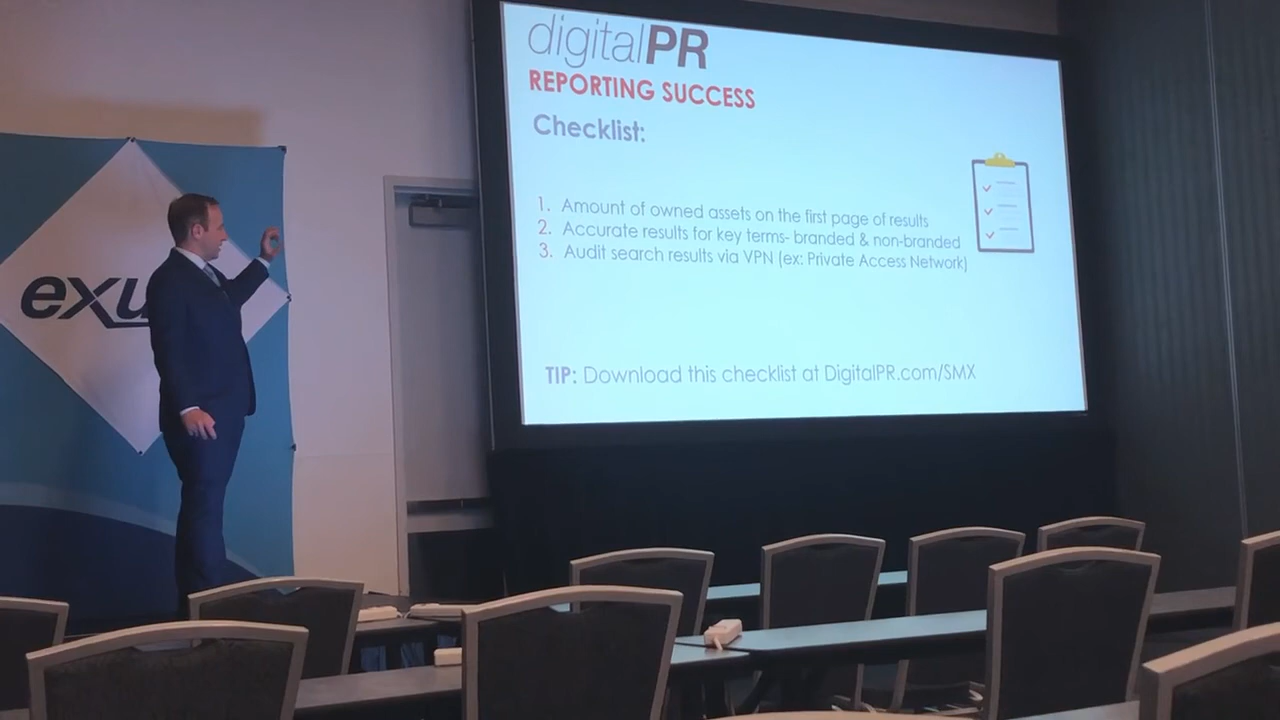 digitalPR
REPORTING SUCCESS
Checklist:
1. Amount of owned assets on the first page of results
2. Accurate results for key terms- branded & non-branded
3. Audit search results via VPN (ex: Private Access Network)
TIP: Download this checklist at DigitalPR.com/SMX
exu